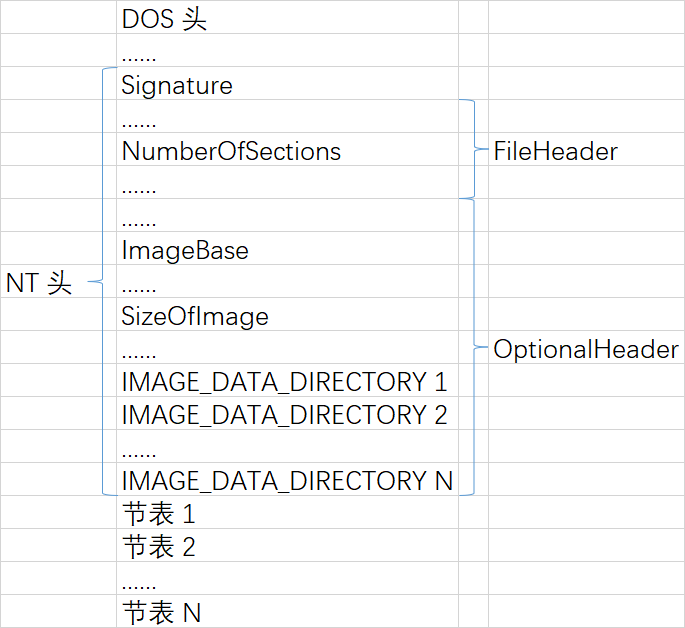 DOS 头
......
Signature
......
NumberOfSections
FileHeader
......
......
ImageBase
NT 头
......
SizeOfImage
......
OptionalHeader
IMAGE_DATA_DIRECTORY 1
IMAGE_DATA_DIRECTORY 2
......
IMAGE_DATA_DIRECTORY N
节表 1
节表 2
......
节表 N